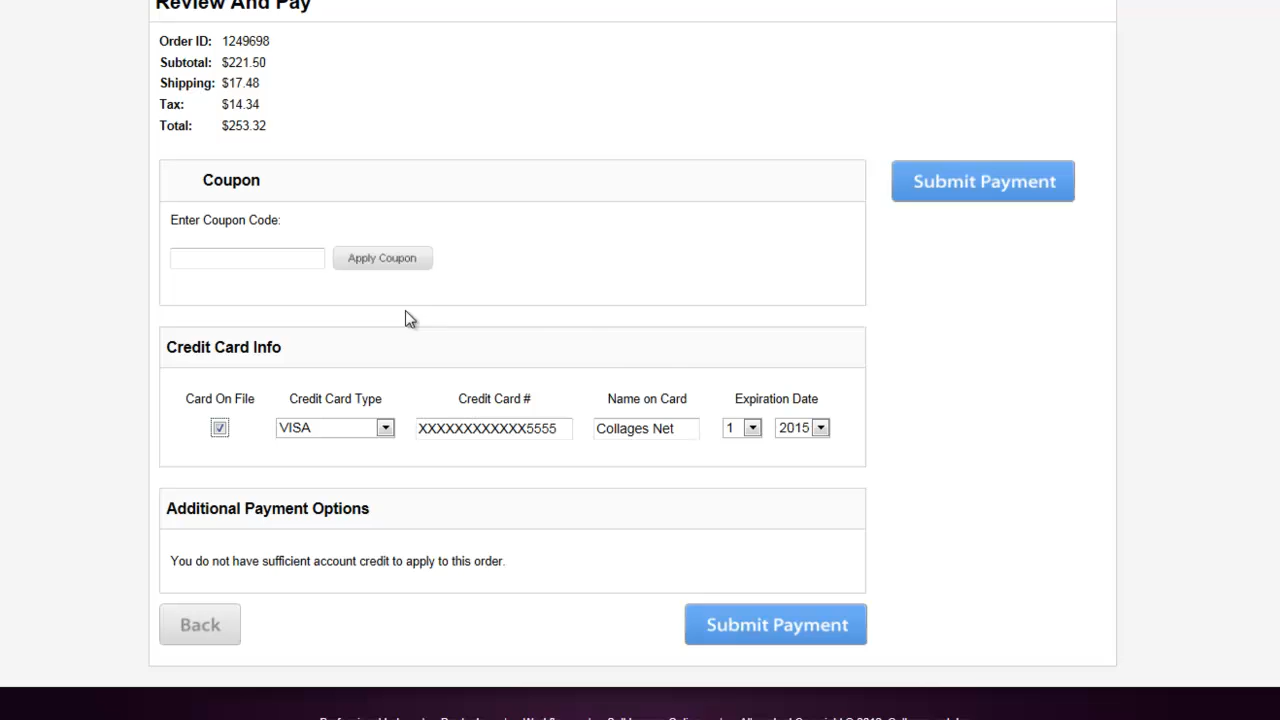 Review And Pay
Order ID: 1249698
Subtotal: $221.50
Shipping: $17.48
Tax: $14.34
Total: $253.32
Coupon
Submit Payment
Enter Coupon Code:
Apply Coupon
Credit Card Info
Card On File Credit Card Type Credit Card # Name on Card Expiration Date
VISA XXXXXXXXXXXX5555 Collages Net 1 2015
Additional Payment Options
You do not have sufficient account credit to apply to this order.
Back Submit Payment